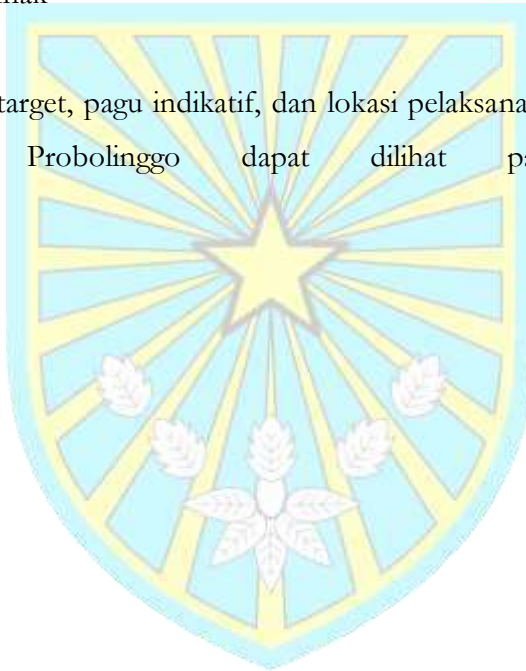 target, pagu indikatif, dan lokasi pelaksana
Probolinggo dapat dilihat